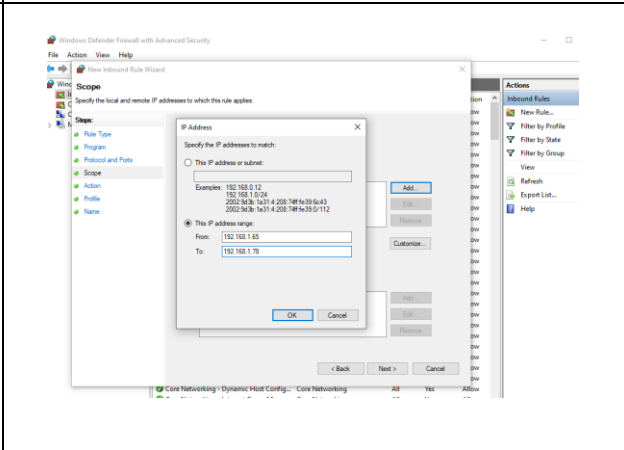 Windows Defender Firewall with Advanced Security
File Action View Help
New Inbound Rule Wizard
Scope
Specify the local and remote IP addresses to which this rule applies.
Steps:
Rule Type
Program
Protocol and Ports
Scope
Action
Profile
Name
IP Address
Specify the IP addresses to match:
This IP address or subnet:
Examples: 192.168.0.12
192.168.1.0/24
2002:9d3b:1a31:4:208:74ff:fe39:6c43
2002:9d3b:1a31:4:208:74ff:fe39:0/112
This IP address range:
From: 192.168.1.65
To: 192.168.1.78
OK Cancel
Add...
Edit...
Remove
Customize...
Add...
Edit...
Remove
< Back Next > Cancel
Actions
Inbound Rules
New Rule...
Filter by Profile
Filter by State
Filter by Group
View
Refresh
Export List...
Help
Core Networking - Dynamic Host Config... Core Networking All Yes Allow